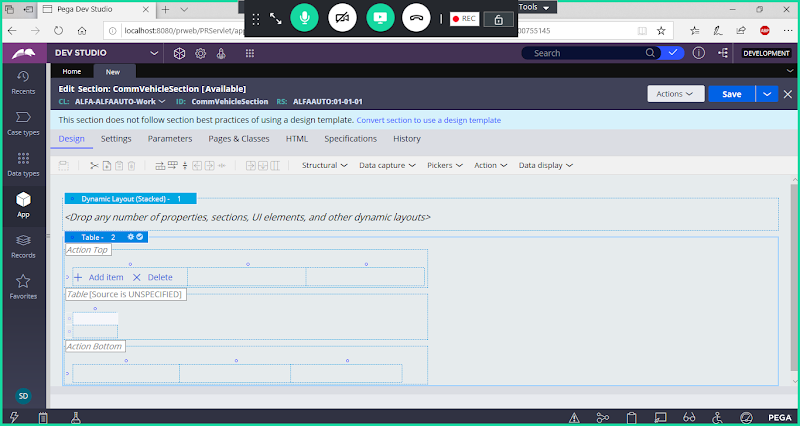 Pega Dev Studio
Tools
REC
localhost:8080/prweb/PRServlet/app
00755145
ABP
DEV STUDIO
Search
DEVELOPMENT
Home
New
Recents
Case types
Data types
App
Records
Favorites
SD
Edit Section: CommVehicleSection [Available]
CL: ALFA-ALFAAUTO-Work ID: CommVehicleSection RS: ALFAAUTO:01-01-01
Actions
Save
This section does not follow section best practices of using a design template. Convert section to use a design template
Design Settings Parameters Pages & Classes HTML Specifications History
Structural Data capture Pickers Action Data display
Dynamic Layout (Stacked) - 1
<Drop any number of properties, sections, UI elements, and other dynamic layouts>
Table - 2
Action Top
Add item Delete
Table [Source is UNSPECIFIED]
Action Bottom
PEGA